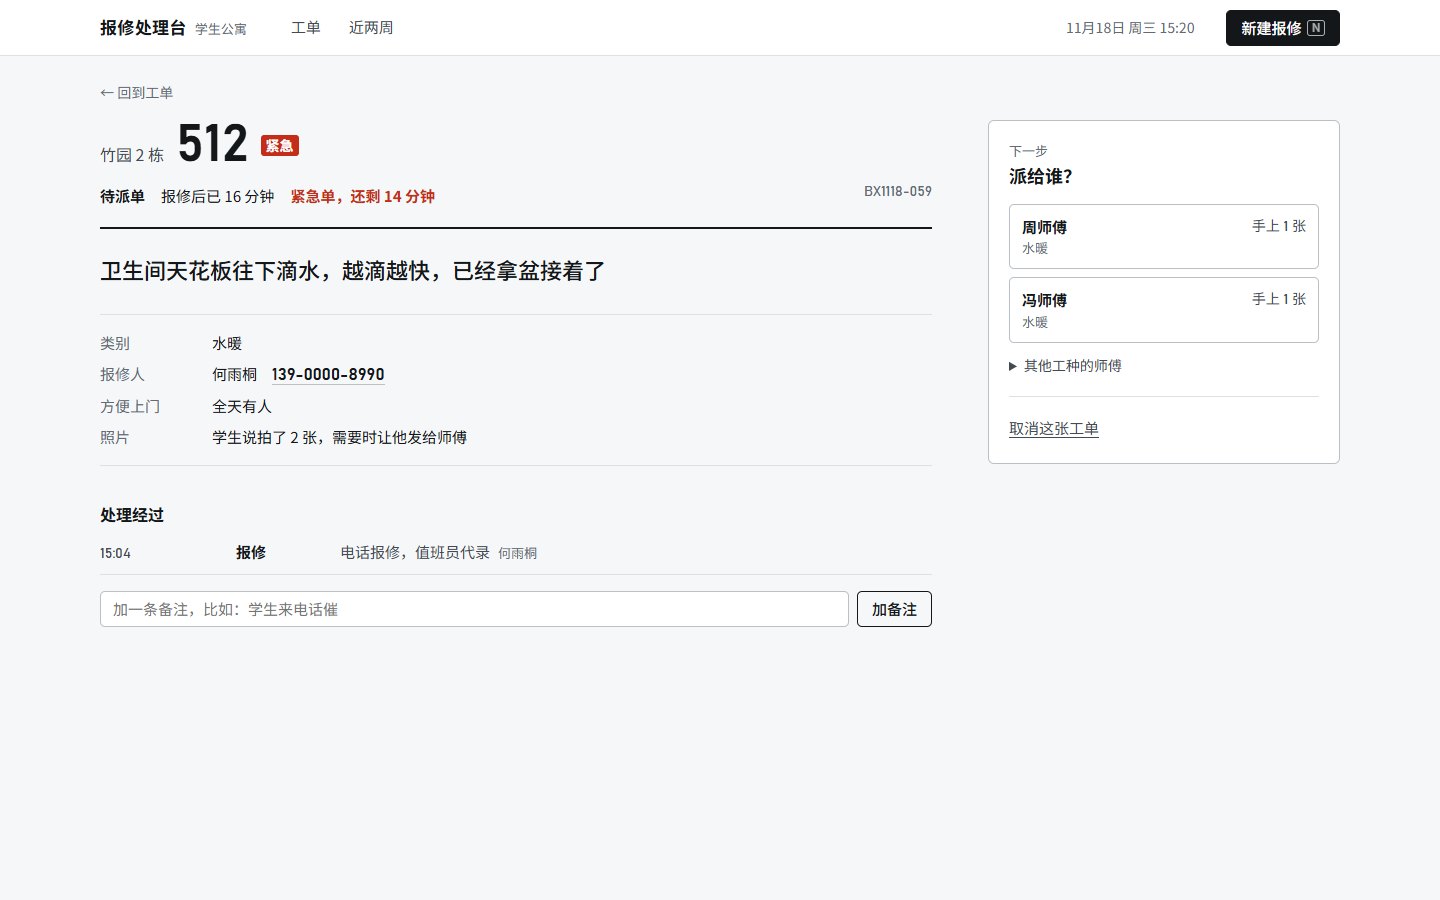 报修处理台 学生公寓 工单 近两周 11月18日 周三 15:20 新建报修 N
← 回到工单
竹园 2 栋 512 紧急
待派单 报修后已 16 分钟 紧急单，还剩 14 分钟 BX1118-059
卫生间天花板往下滴水，越滴越快，已经拿盆接着了
类别 水暖
报修人 何雨桐 139-0000-8990
方便上门 全天有人
照片 学生说拍了 2 张，需要时让他发给师傅
处理经过
15:04 报修 电话报修，值班员代录 何雨桐
加一条备注，比如：学生来电话催 加备注
下一步
派给谁？
周师傅 手上 1 张
水暖
冯师傅 手上 1 张
水暖
▶ 其他工种的师傅
取消这张工单